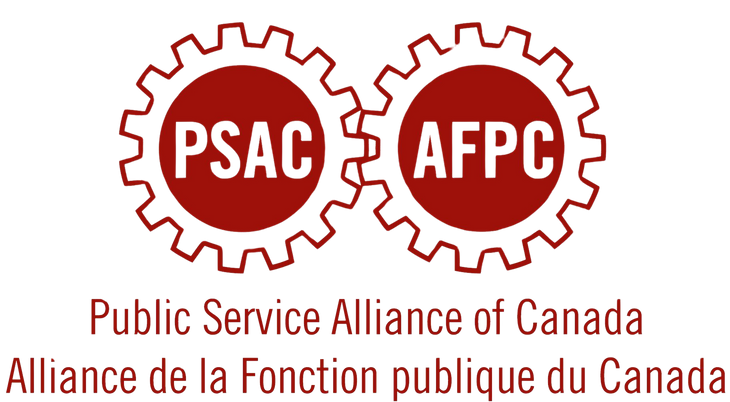 PSAC AFPC
Public Service Alliance of Canada
Alliance de la Fonction publique du Canada